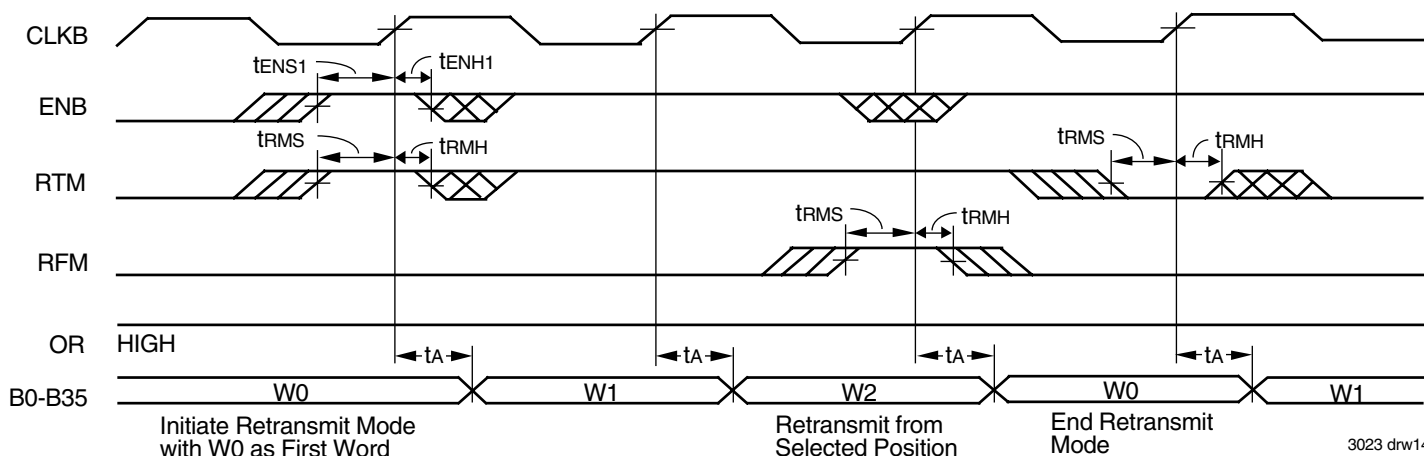 CLKB
tENS1 tENH1
ENB
tRMS tRMH tRMS tRMH
RTM
tRMS tRMH
RFM
OR HIGH
tA tA tA tA
B0-B35 W0 W1 W2 W0 W1
Initiate Retransmit Mode
with W0 as First Word
Retransmit from
Selected Position
End Retransmit
Mode
3023 drw14